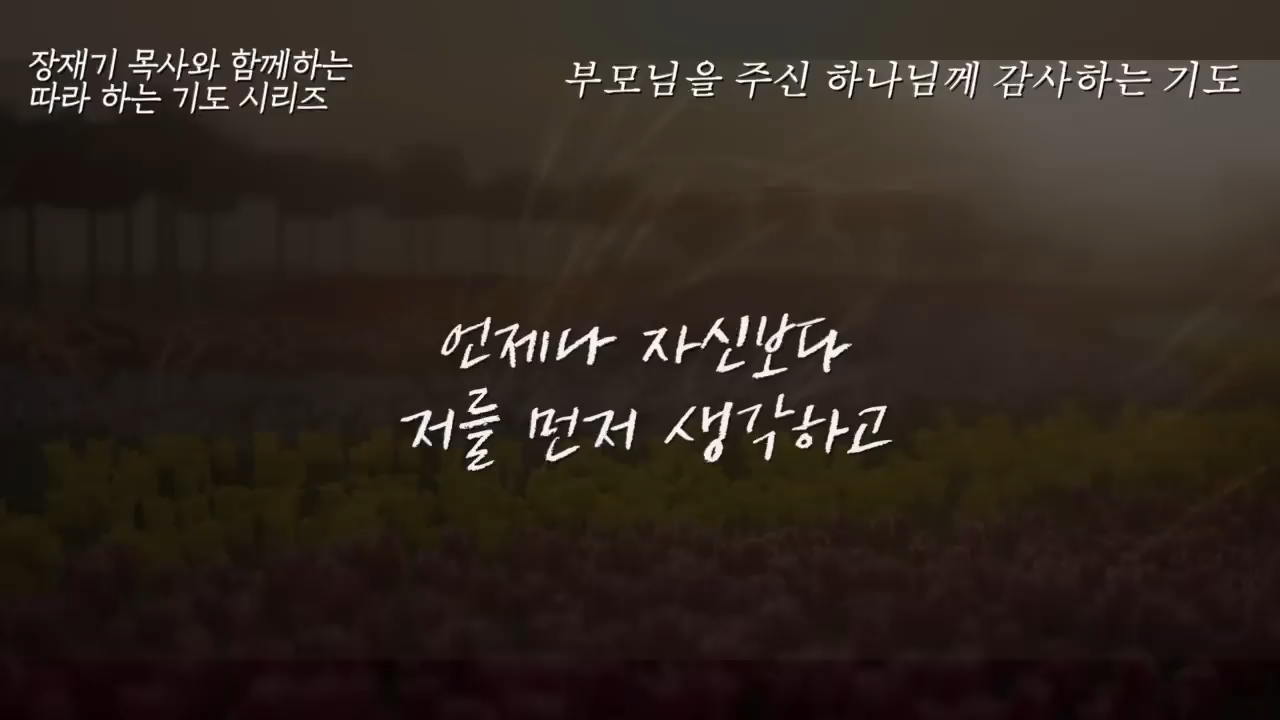 장재기 목사와 함께하는
따라 하는 기도 시리즈
부모님을 주신 하나님께 감사하는 기도
언제나 자신보다
저를 먼저 생각하고